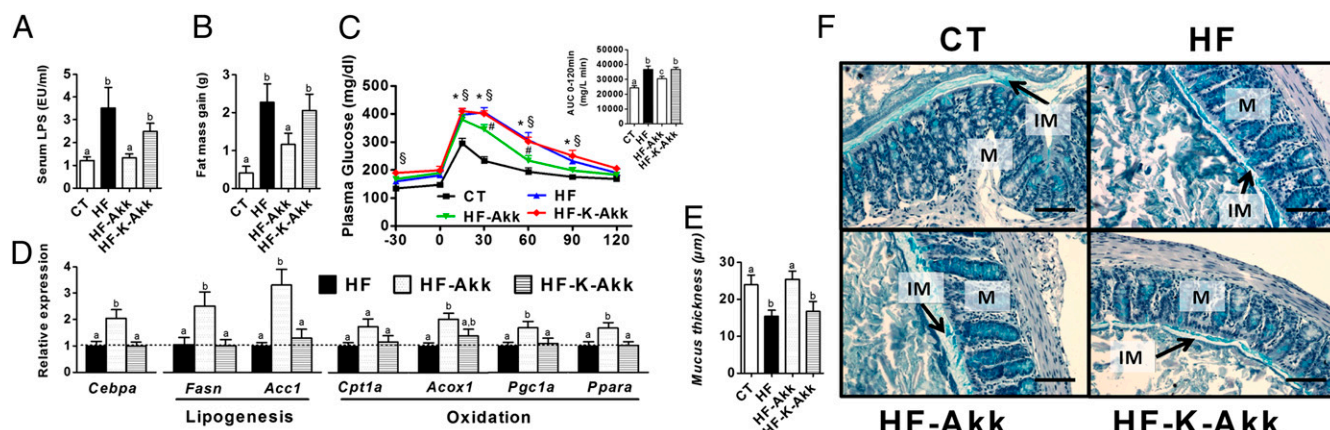 A
Serum LPS (EU/ml)
5
4
3
2
1
0
a
b
a
b
CT
HF
HF-Akk
HF-K-Akk
B
Fat mass gain (g)
4
3
2
1
0
a
b
a
b
CT
HF
HF-Akk
HF-K-Akk
C
Plasma Glucose (mg/dl)
500
400
300
200
100
0
§
* § * §
#
* §
#
* §
CT
HF
HF-Akk
HF-K-Akk
-30 0 30 60 90 120
AUC 0-120min
(mg/L min)
50000
40000
30000
20000
10000
0
a
b
c
b
CT
HF
HF-Akk
HF-K-Akk
D
Relative expression
4
3
2
1
0
HF HF-Akk HF-K-Akk
a b a
a b a
a b a
a a a
a b a,b
a b a
a b a
Cebpa Fasn Acc1 Cpt1a Acox1 Pgc1a Ppara
Lipogenesis Oxidation
E
Mucus thickness (µm)
30
20
10
0
a
b
a
b
CT
HF
HF-Akk
HF-K-Akk
F
CT HF
IM
M
M
IM
IM
M
M
IM
HF-Akk HF-K-Akk